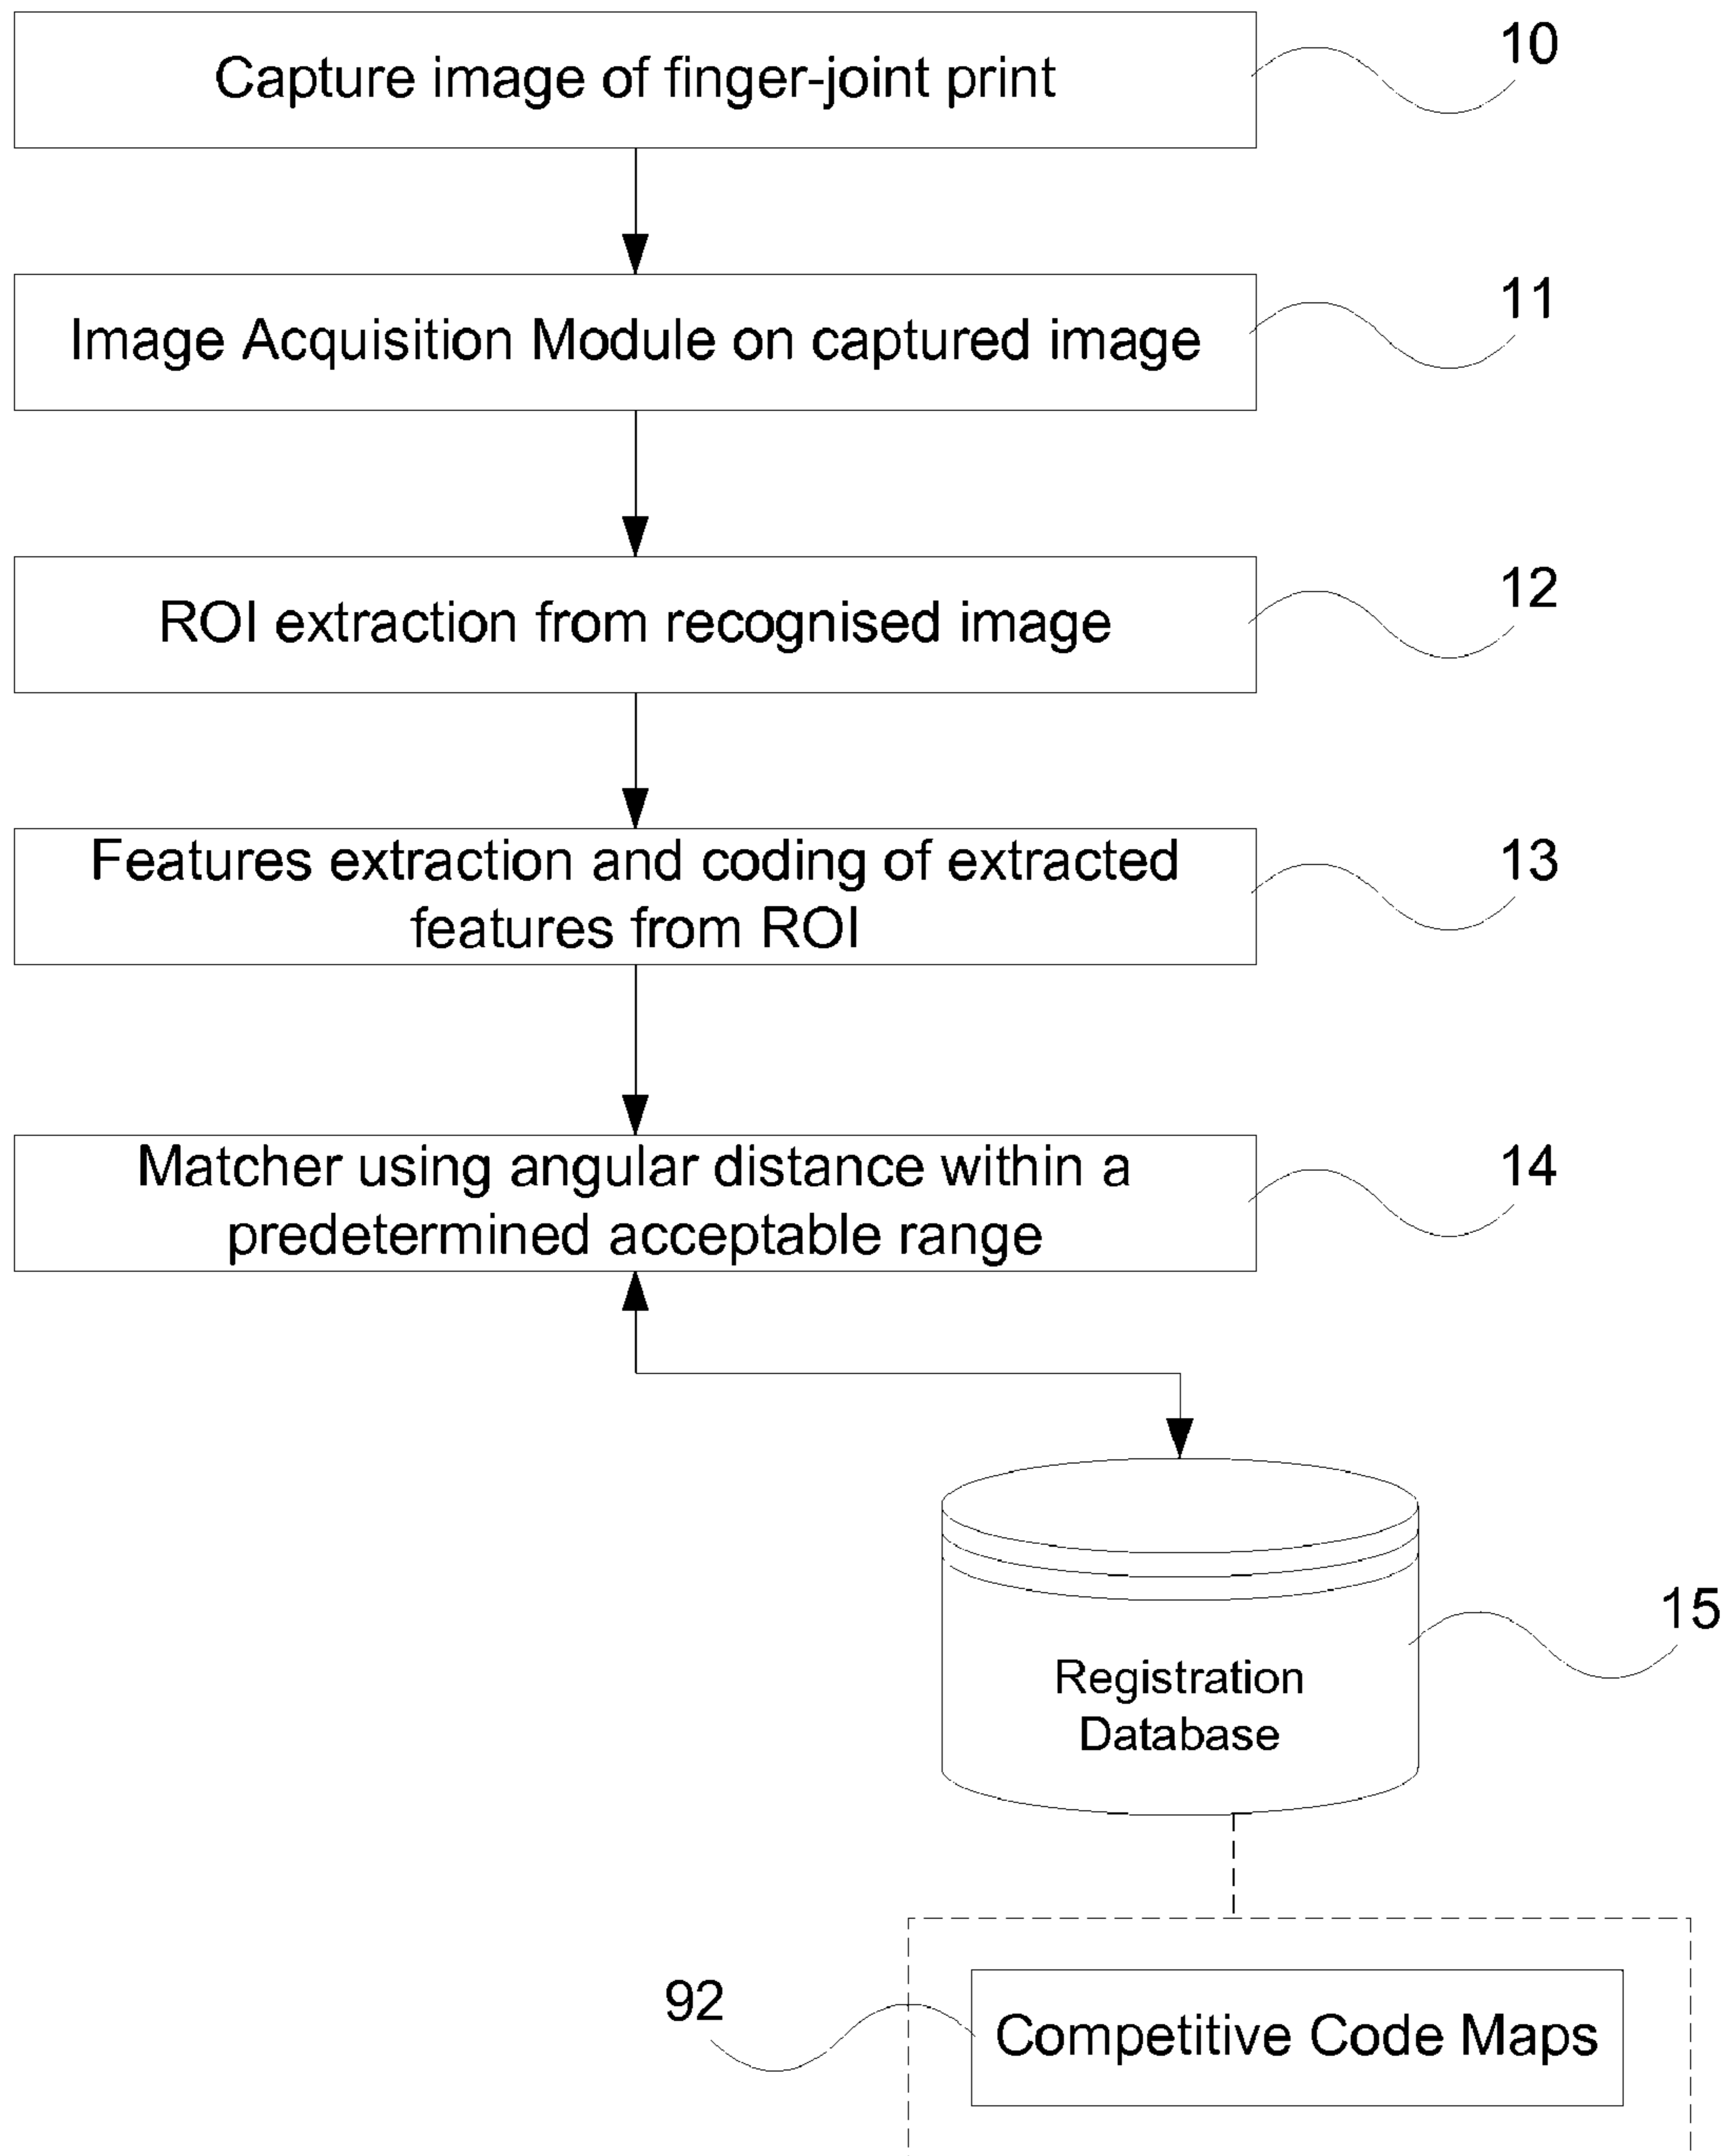 Capture image of finger-joint print
10
Image Acquisition Module on captured image
11
ROI extraction from recognised image
12
Features extraction and coding of extracted
features from ROI
13
Matcher using angular distance within a
predetermined acceptable range
14
Registration
Database
15
92
Competitive Code Maps